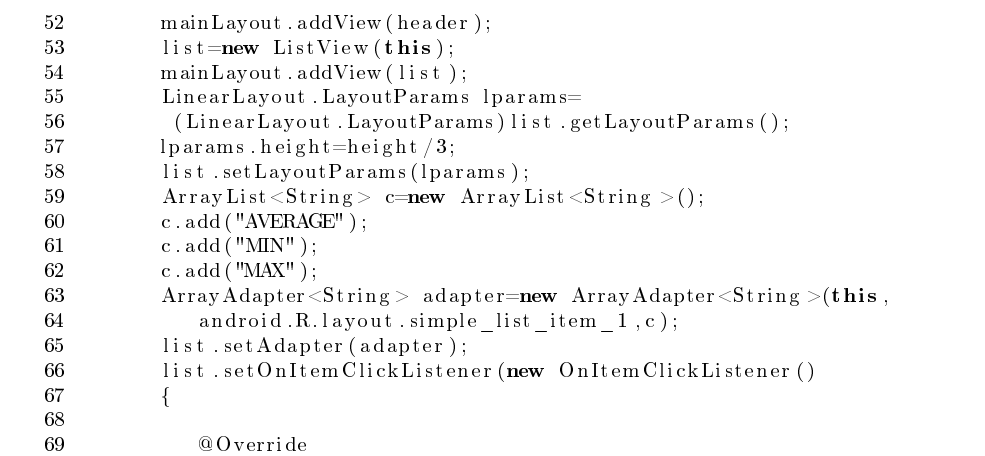 52 mainLayout.addView(header);
53 list=new ListView(this);
54 mainLayout.addView(list);
55 LinearLayout.LayoutParams lparams=
56 (LinearLayout.LayoutParams)list.getLayoutParams();
57 lparams.height=height/3;
58 list.setLayoutParams(lparams);
59 ArrayList<String> c=new ArrayList<String>();
60 c.add("AVERAGE");
61 c.add("MIN");
62 c.add("MAX");
63 ArrayAdapter<String> adapter=new ArrayAdapter<String>(this,
64 android.R.layout.simple_list_item_1,c);
65 list.setAdapter(adapter);
66 list.setOnItemClickListener(new OnItemClickListener()
67 {
68
69 @Override